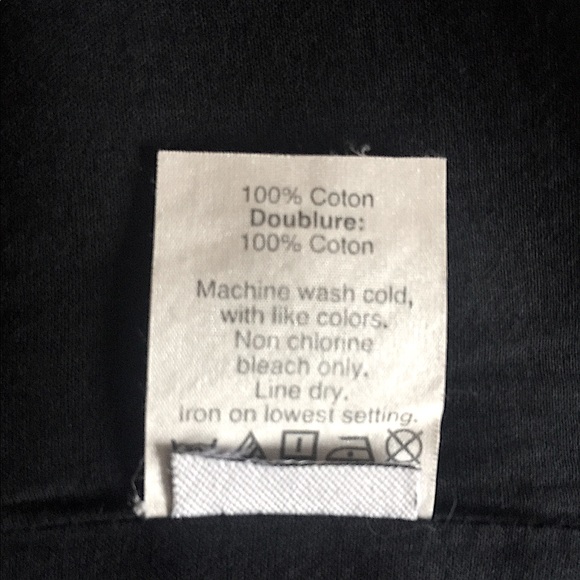 100% Coton
Doublure:
100% Coton
Machine wash cold,
with like colors.
Non chlorine
bleach only.
Line dry.
Iron on lowest setting.